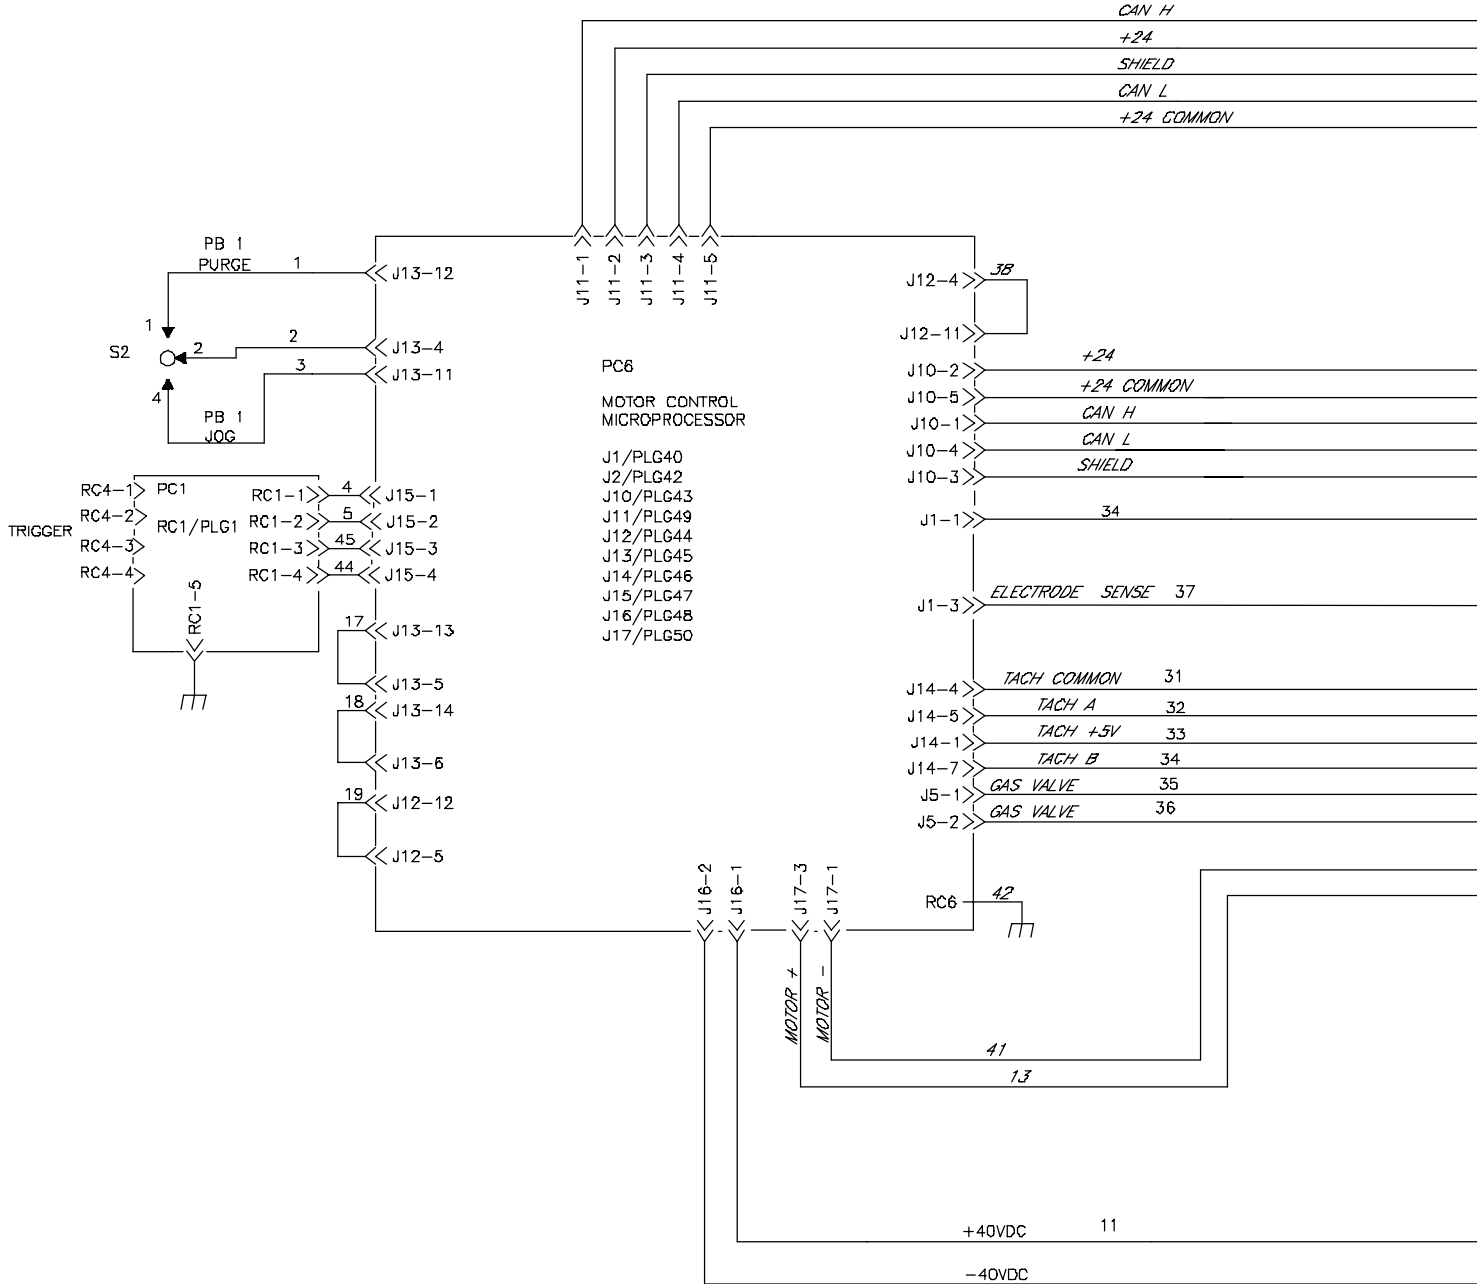 CAN H
+24
SHIELD
CAN L
+24 COMMON
J11-1
J11-2
J11-3
J11-4
J11-5
PB 1
PURGE
1
J13-12
1
S2
2
2
J13-4
3
J13-11
4
PB 1
JOG
PC6
MOTOR CONTROL
MICROPROCESSOR
J1/PLG40
J2/PLG42
J10/PLG43
J11/PLG49
J12/PLG44
J13/PLG45
J14/PLG46
J15/PLG47
J16/PLG48
J17/PLG50
J12-4
38
J12-11
J10-2
+24
J10-5
+24 COMMON
J10-1
CAN H
J10-4
CAN L
J10-3
SHIELD
J1-1
34
J1-3
ELECTRODE SENSE 37
J14-4
TACH COMMON 31
J14-5
TACH A 32
J14-1
TACH +5V 33
J14-7
TACH B 34
J5-1
GAS VALVE 35
J5-2
GAS VALVE 36
RC6
42
TRIGGER
RC4-1
RC4-2
RC4-3
RC4-4
PC1
RC1/PLG1
RC1-1
4
J15-1
RC1-2
5
J15-2
RC1-3
45
J15-3
RC1-4
44
J15-4
RC1-5
17
J13-13
J13-5
18
J13-14
J13-6
19
J12-12
J12-5
J16-2
J16-1
J17-3
J17-1
MOTOR +
MOTOR -
41
13
+40VDC 11
-40VDC